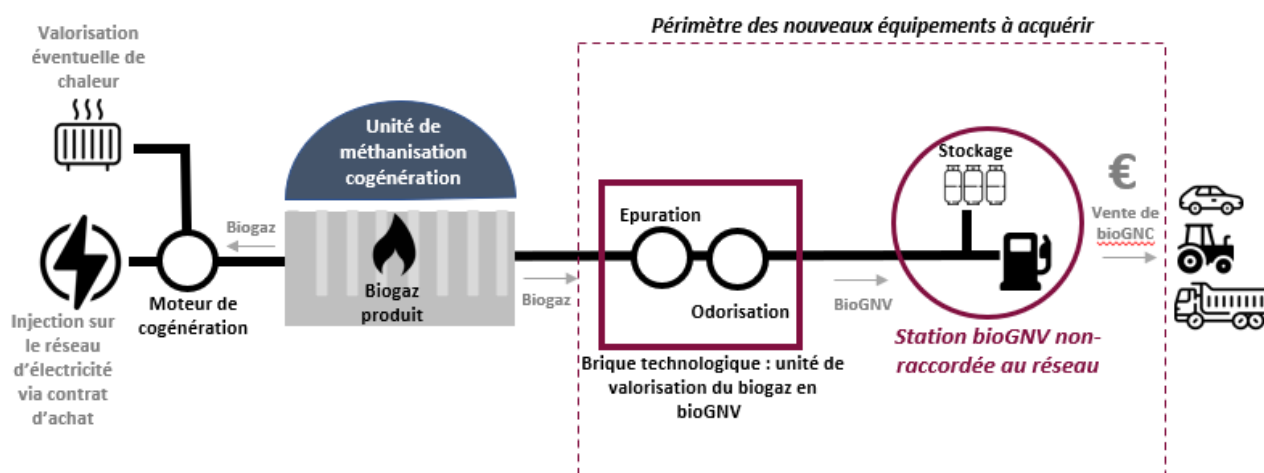 Périmètre des nouveaux équipements à acquérir
Valorisation
éventuelle de
chaleur
Unité de
méthanisation
cogénération
Biogaz
Moteur de
cogénération
Injection sur
le réseau
d'électricité
via contrat
d'achat
Biogaz
produit
Biogaz
Epuration
Odorisation
Brique technologique : unité de
valorisation du biogaz en
bioGNV
BioGNV
Stockage
Station bioGNV non-
raccordée au réseau
€
Vente de
bioGNC